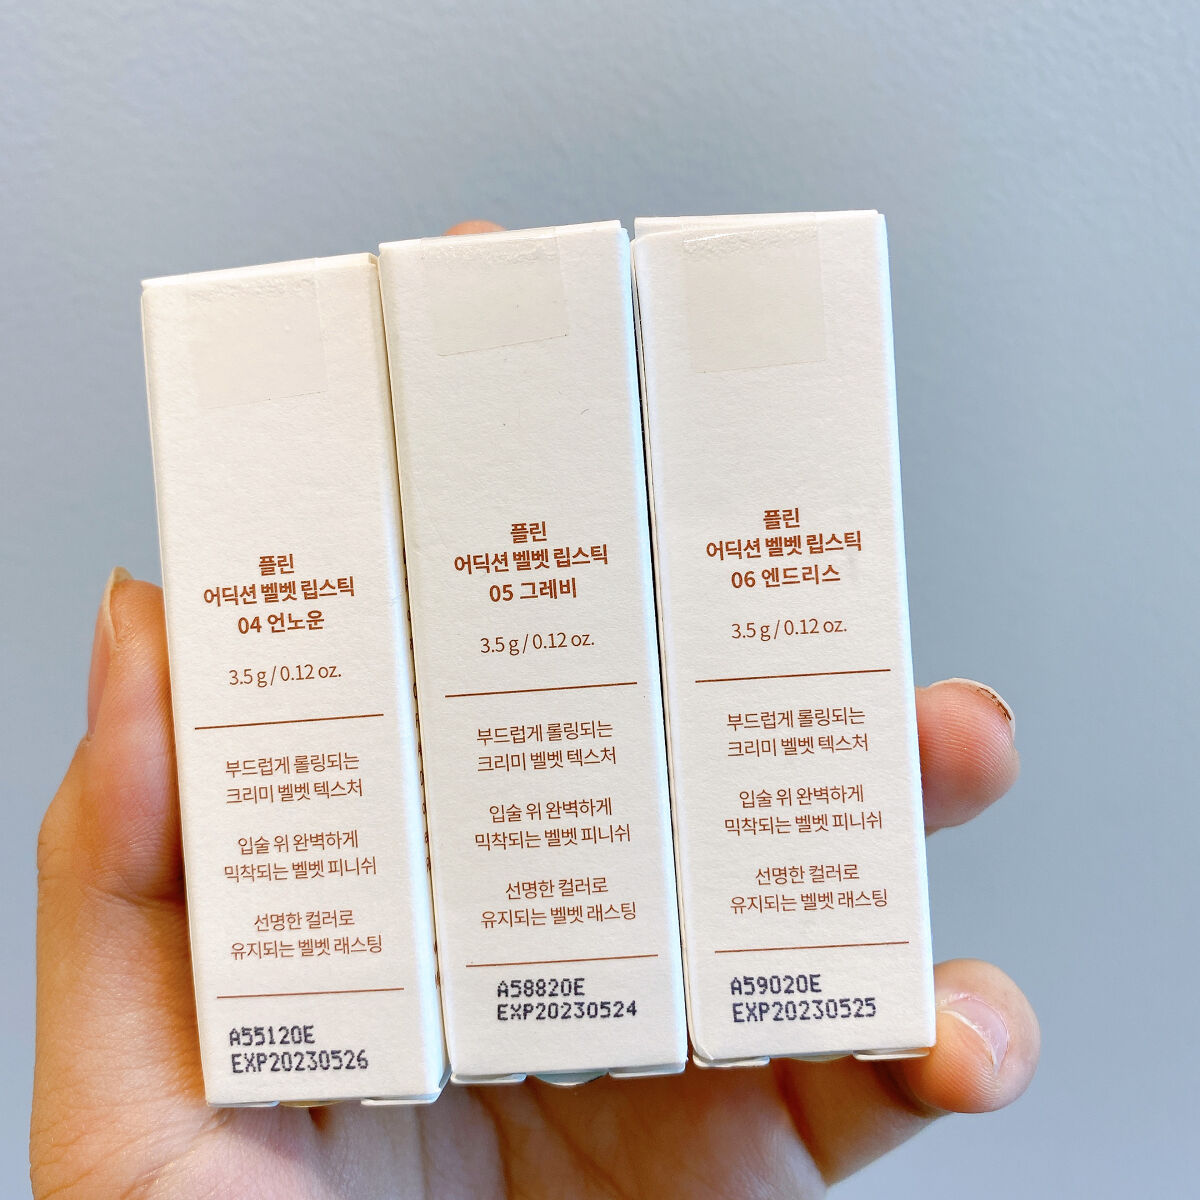 플린
어딕션 벨벳 립스틱
04 언노운
3.5 g / 0.12 oz.
부드럽게 롤링되는
크리미 벨벳 텍스처
입술 위 완벽하게
밀착되는 벨벳 피니쉬
선명한 컬러로
유지되는 벨벳 래스팅
A55120E
EXP20230526
플린
어딕션 벨벳 립스틱
05 그레비
3.5 g / 0.12 oz.
부드럽게 롤링되는
크리미 벨벳 텍스처
입술 위 완벽하게
밀착되는 벨벳 피니쉬
선명한 컬러로
유지되는 벨벳 래스팅
A58820E
EXP20230524
플린
어딕션 벨벳 립스틱
06 엔드리스
3.5 g / 0.12 oz.
부드럽게 롤링되는
크리미 벨벳 텍스처
입술 위 완벽하게
밀착되는 벨벳 피니쉬
선명한 컬러로
유지되는 벨벳 래스팅
A59020E
EXP20230525